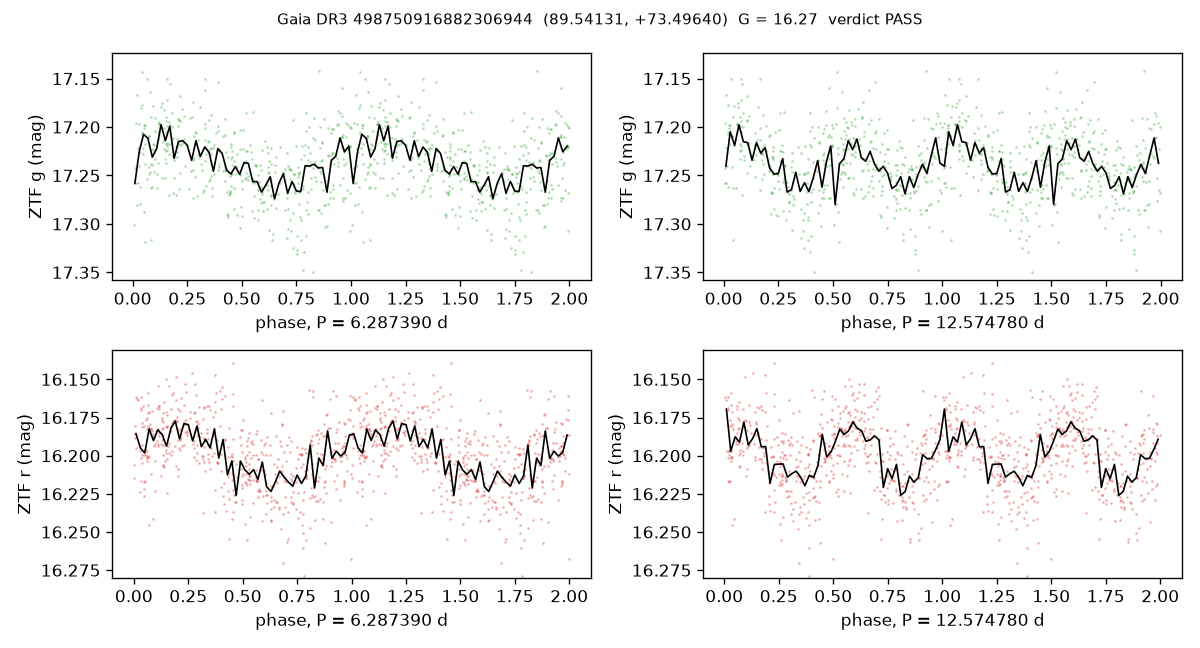 Gaia DR3 498750916882306944  (89.54131, +73.49640)  G = 16.27  verdict PASS
ZTF g (mag)
17.15
17.20
17.25
17.30
17.35
0.00 0.25 0.50 0.75 1.00 1.25 1.50 1.75 2.00
phase, P = 6.287390 d
ZTF g (mag)
17.15
17.20
17.25
17.30
17.35
0.00 0.25 0.50 0.75 1.00 1.25 1.50 1.75 2.00
phase, P = 12.574780 d
ZTF r (mag)
16.150
16.175
16.200
16.225
16.250
16.275
0.00 0.25 0.50 0.75 1.00 1.25 1.50 1.75 2.00
phase, P = 6.287390 d
ZTF r (mag)
16.150
16.175
16.200
16.225
16.250
16.275
0.00 0.25 0.50 0.75 1.00 1.25 1.50 1.75 2.00
phase, P = 12.574780 d